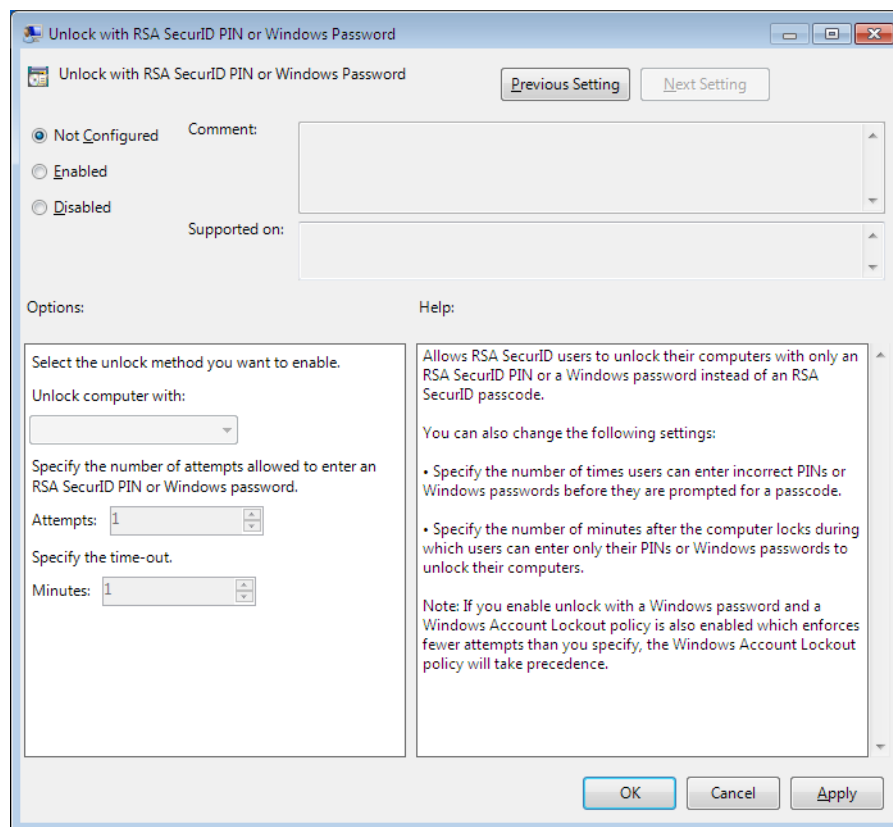 Unlock with RSA SecurID PIN or Windows Password
Unlock with RSA SecurID PIN or Windows Password
Previous Setting
Next Setting
Not Configured
Comment:
Enabled
Disabled
Supported on:
Options:
Help:
Select the unlock method you want to enable.
Unlock computer with:
Specify the number of attempts allowed to enter an
RSA SecurID PIN or Windows password.
Attempts: 1
Specify the time-out.
Minutes: 1
Allows RSA SecurID users to unlock their computers with only an
RSA SecurID PIN or a Windows password instead of an RSA
SecurID passcode.
You can also change the following settings:
• Specify the number of times users can enter incorrect PINs or
Windows passwords before they are prompted for a passcode.
• Specify the number of minutes after the computer locks during
which users can enter only their PINs or Windows passwords to
unlock their computers.
Note: If you enable unlock with a Windows password and a
Windows Account Lockout policy is also enabled which enforces
fewer attempts than you specify, the Windows Account Lockout
policy will take precedence.
OK
Cancel
Apply